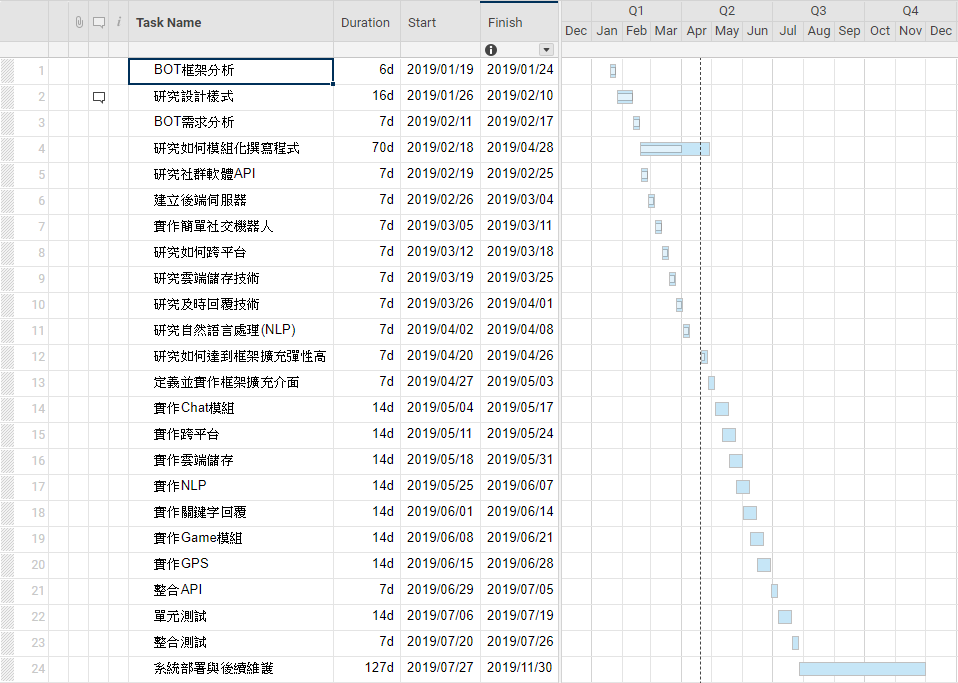 Q1 Q2 Q3 Q4
i Task Name Duration Start Finish Dec Jan Feb Mar Apr May Jun Jul Aug Sep Oct Nov Dec
1 BOT框架分析 6d 2019/01/19 2019/01/24
2 研究設計樣式 16d 2019/01/26 2019/02/10
3 BOT需求分析 7d 2019/02/11 2019/02/17
4 研究如何模組化撰寫程式 70d 2019/02/18 2019/04/28
5 研究社群軟體API 7d 2019/02/19 2019/02/25
6 建立後端伺服器 7d 2019/02/26 2019/03/04
7 實作簡單社交機器人 7d 2019/03/05 2019/03/11
8 研究如何跨平台 7d 2019/03/12 2019/03/18
9 研究雲端儲存技術 7d 2019/03/19 2019/03/25
10 研究及時回覆技術 7d 2019/03/26 2019/04/01
11 研究自然語言處理(NLP) 7d 2019/04/02 2019/04/08
12 研究如何達到框架擴充彈性高 7d 2019/04/20 2019/04/26
13 定義並實作框架擴充介面 7d 2019/04/27 2019/05/03
14 實作Chat模組 14d 2019/05/04 2019/05/17
15 實作跨平台 14d 2019/05/11 2019/05/24
16 實作雲端儲存 14d 2019/05/18 2019/05/31
17 實作NLP 14d 2019/05/25 2019/06/07
18 實作關鍵字回覆 14d 2019/06/01 2019/06/14
19 實作Game模組 14d 2019/06/08 2019/06/21
20 實作GPS 14d 2019/06/15 2019/06/28
21 整合API 7d 2019/06/29 2019/07/05
22 單元測試 14d 2019/07/06 2019/07/19
23 整合測試 7d 2019/07/20 2019/07/26
24 系統部署與後續維護 127d 2019/07/27 2019/11/30